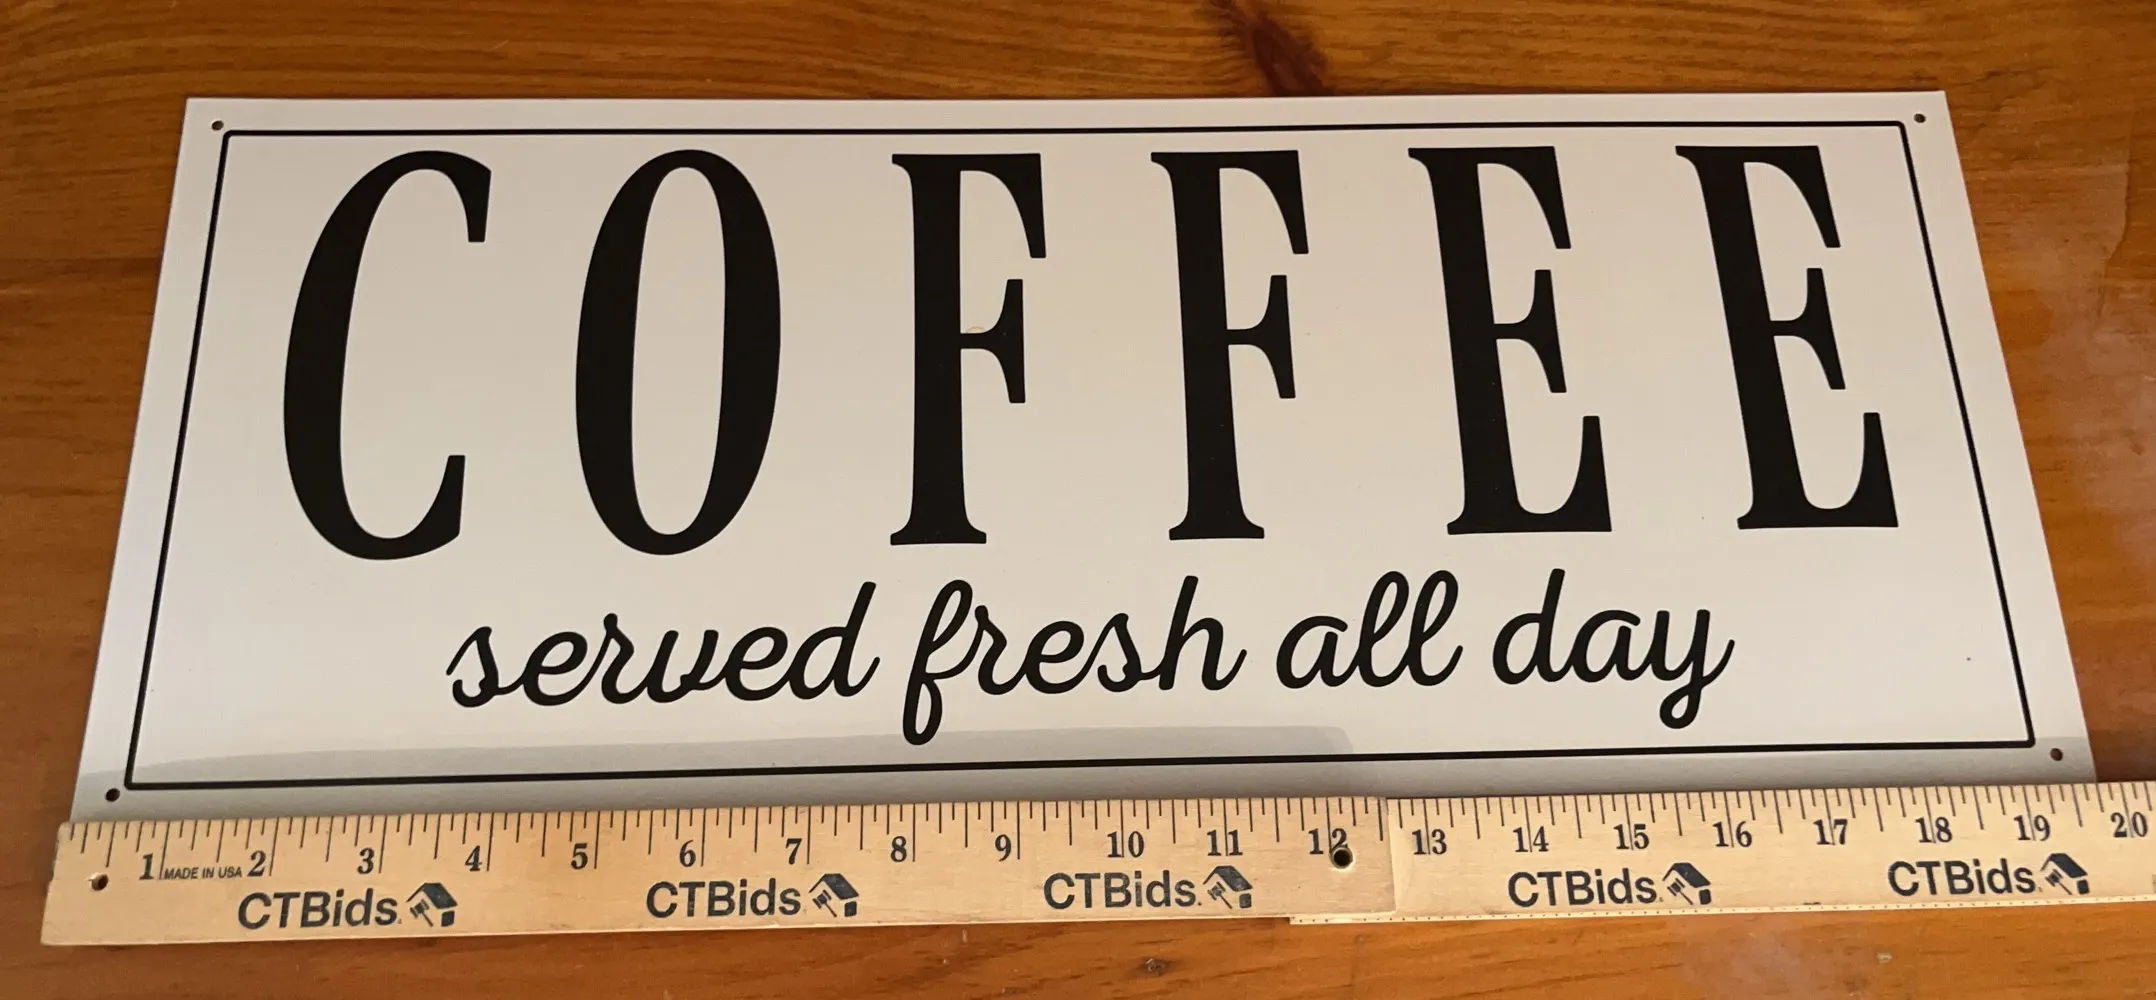 COFFEE
served fresh all day
1 MADE IN USA 2 3 4 5 6 7 8 9 10 11 12 13 14 15 16 17 18 19 20
CTBids. CTBids. CTBids. CTBids. CTBids.